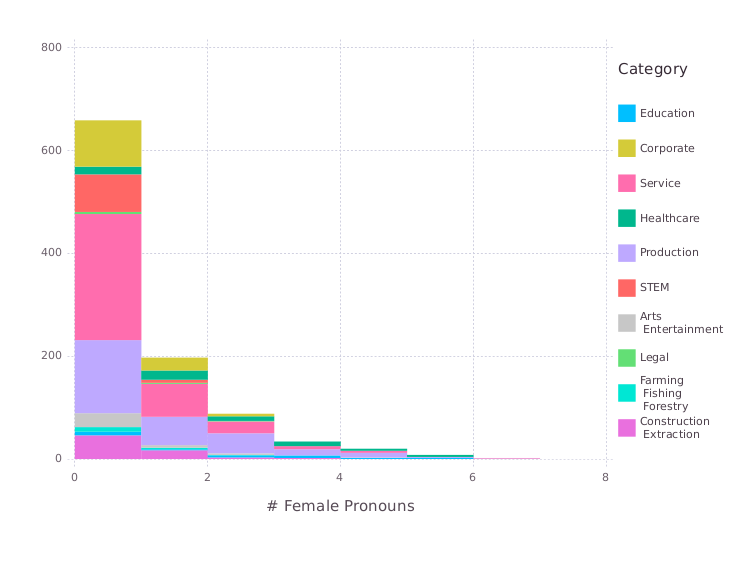 800
600
400
200
0
0 2 4 6 8
# Female Pronouns
Category
Education
Corporate
Service
Healthcare
Production
STEM
Arts
Entertainment
Legal
Farming
Fishing
Forestry
Construction
Extraction